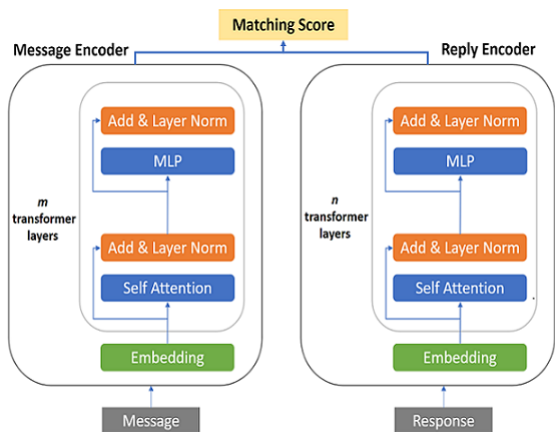 Matching Score
Message Encoder
Reply Encoder
Add & Layer Norm
MLP
m
transformer
layers
Add & Layer Norm
Self Attention
Embedding
Message
Add & Layer Norm
MLP
n
transformer
layers
Add & Layer Norm
Self Attention
Embedding
Response